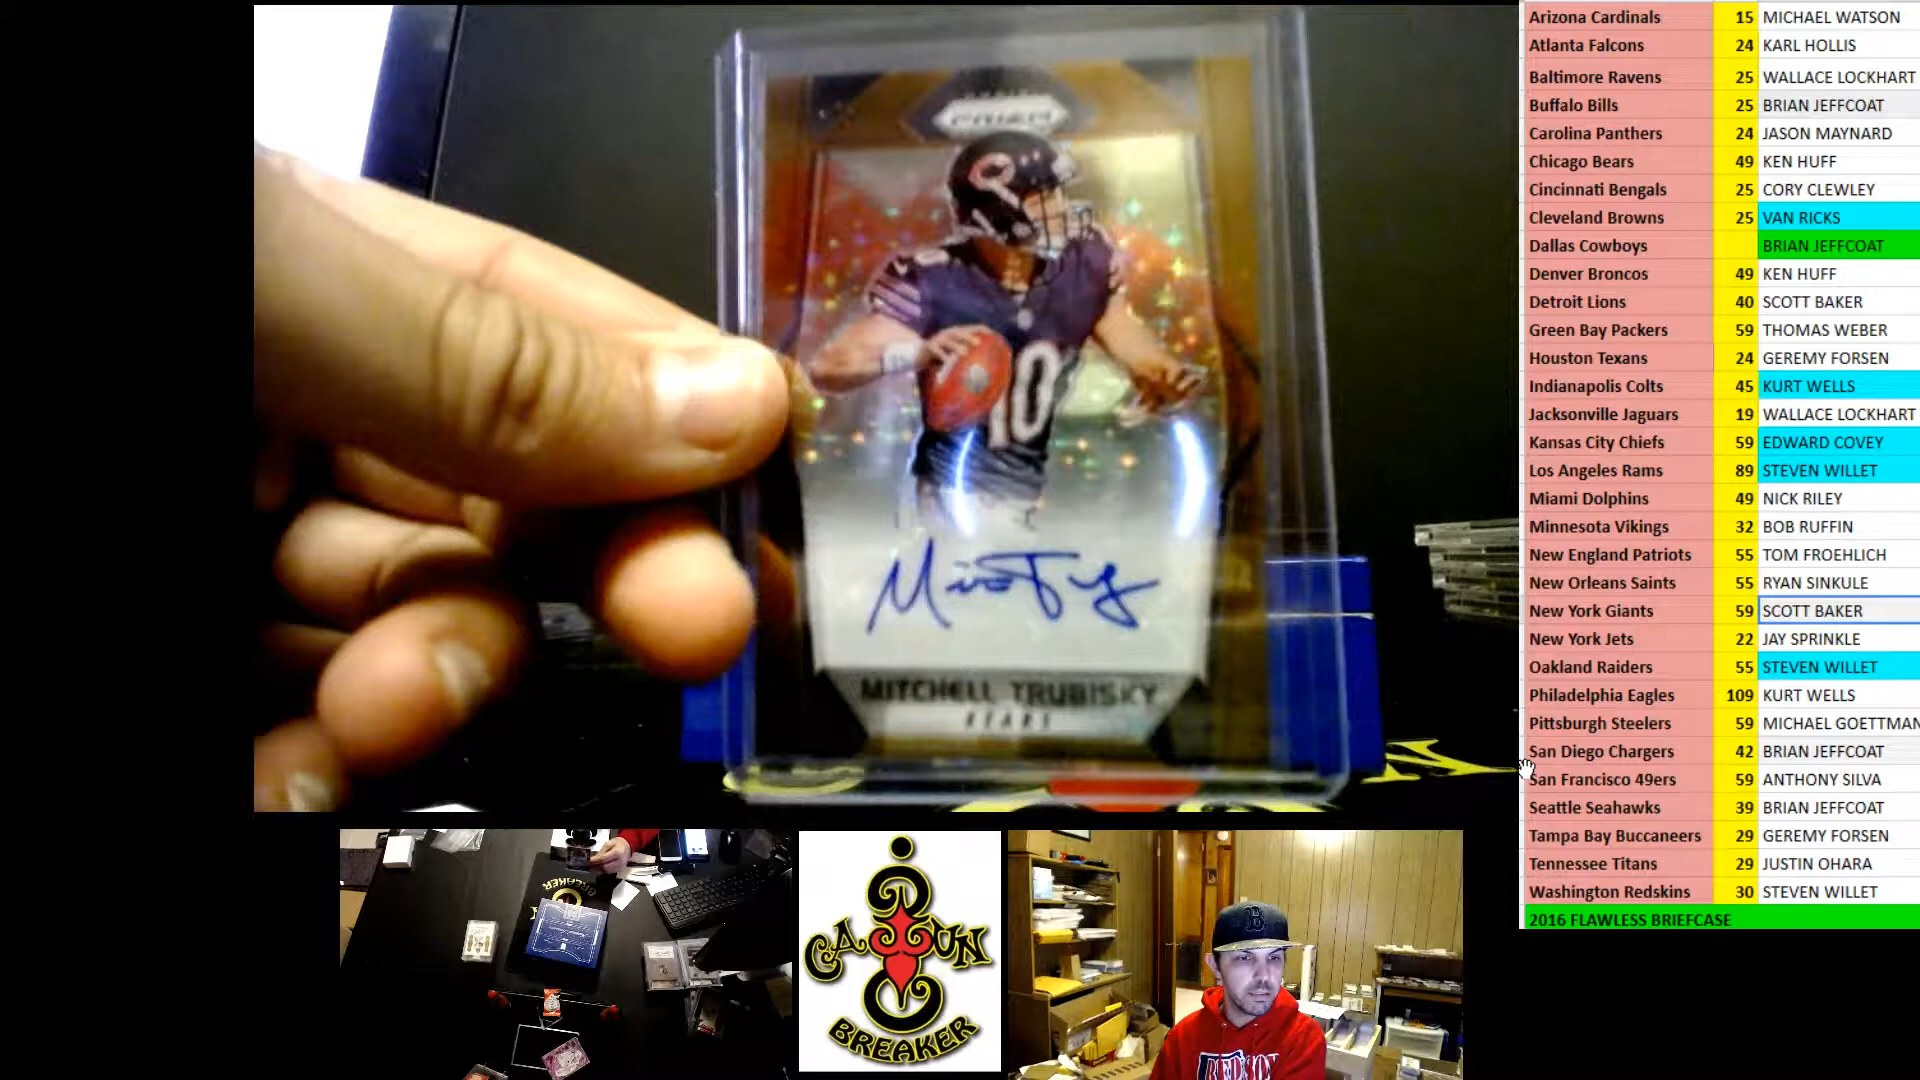 PRIZM
10
MitTy
MITCHELL TRUBISKY
BEARS
Arizona Cardinals 15 MICHAEL WATSON
Atlanta Falcons 24 KARL HOLLIS
Baltimore Ravens 25 WALLACE LOCKHART
Buffalo Bills 25 BRIAN JEFFCOAT
Carolina Panthers 24 JASON MAYNARD
Chicago Bears 49 KEN HUFF
Cincinnati Bengals 25 CORY CLEWLEY
Cleveland Browns 25 VAN RICKS
Dallas Cowboys BRIAN JEFFCOAT
Denver Broncos 49 KEN HUFF
Detroit Lions 40 SCOTT BAKER
Green Bay Packers 59 THOMAS WEBER
Houston Texans 24 GEREMY FORSEN
Indianapolis Colts 45 KURT WELLS
Jacksonville Jaguars 19 WALLACE LOCKHART
Kansas City Chiefs 59 EDWARD COVEY
Los Angeles Rams 89 STEVEN WILLET
Miami Dolphins 49 NICK RILEY
Minnesota Vikings 32 BOB RUFFIN
New England Patriots 55 TOM FROEHLICH
New Orleans Saints 55 RYAN SINKULE
New York Giants 59 SCOTT BAKER
New York Jets 22 JAY SPRINKLE
Oakland Raiders 55 STEVEN WILLET
Philadelphia Eagles 109 KURT WELLS
Pittsburgh Steelers 59 MICHAEL GOETTMAN
San Diego Chargers 42 BRIAN JEFFCOAT
San Francisco 49ers 59 ANTHONY SILVA
Seattle Seahawks 39 BRIAN JEFFCOAT
Tampa Bay Buccaneers 29 GEREMY FORSEN
Tennessee Titans 29 JUSTIN OHARA
Washington Redskins 30 STEVEN WILLET
2016 FLAWLESS BRIEFCASE
CAJUN
BREAKER
BREAKER
B
RED SOX